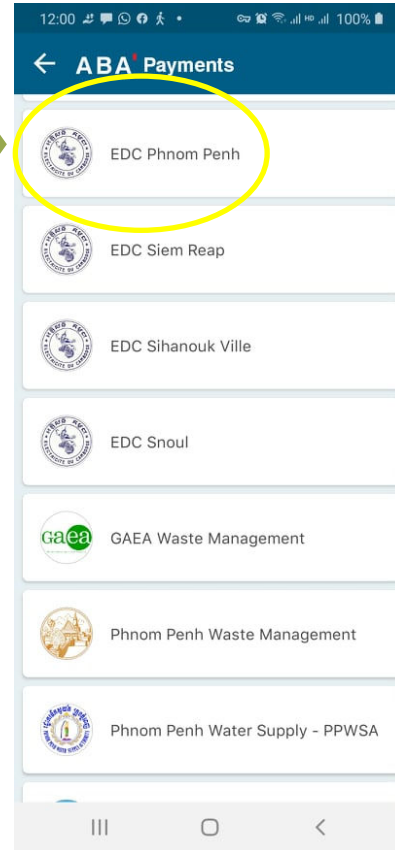 12:00
100%
ABA' Payments
EDC Phnom Penh
EDC Siem Reap
EDC Sihanouk Ville
EDC Snoul
Gaea
GAEA Waste Management
Phnom Penh Waste Management
Phnom Penh Water Supply - PPWSA